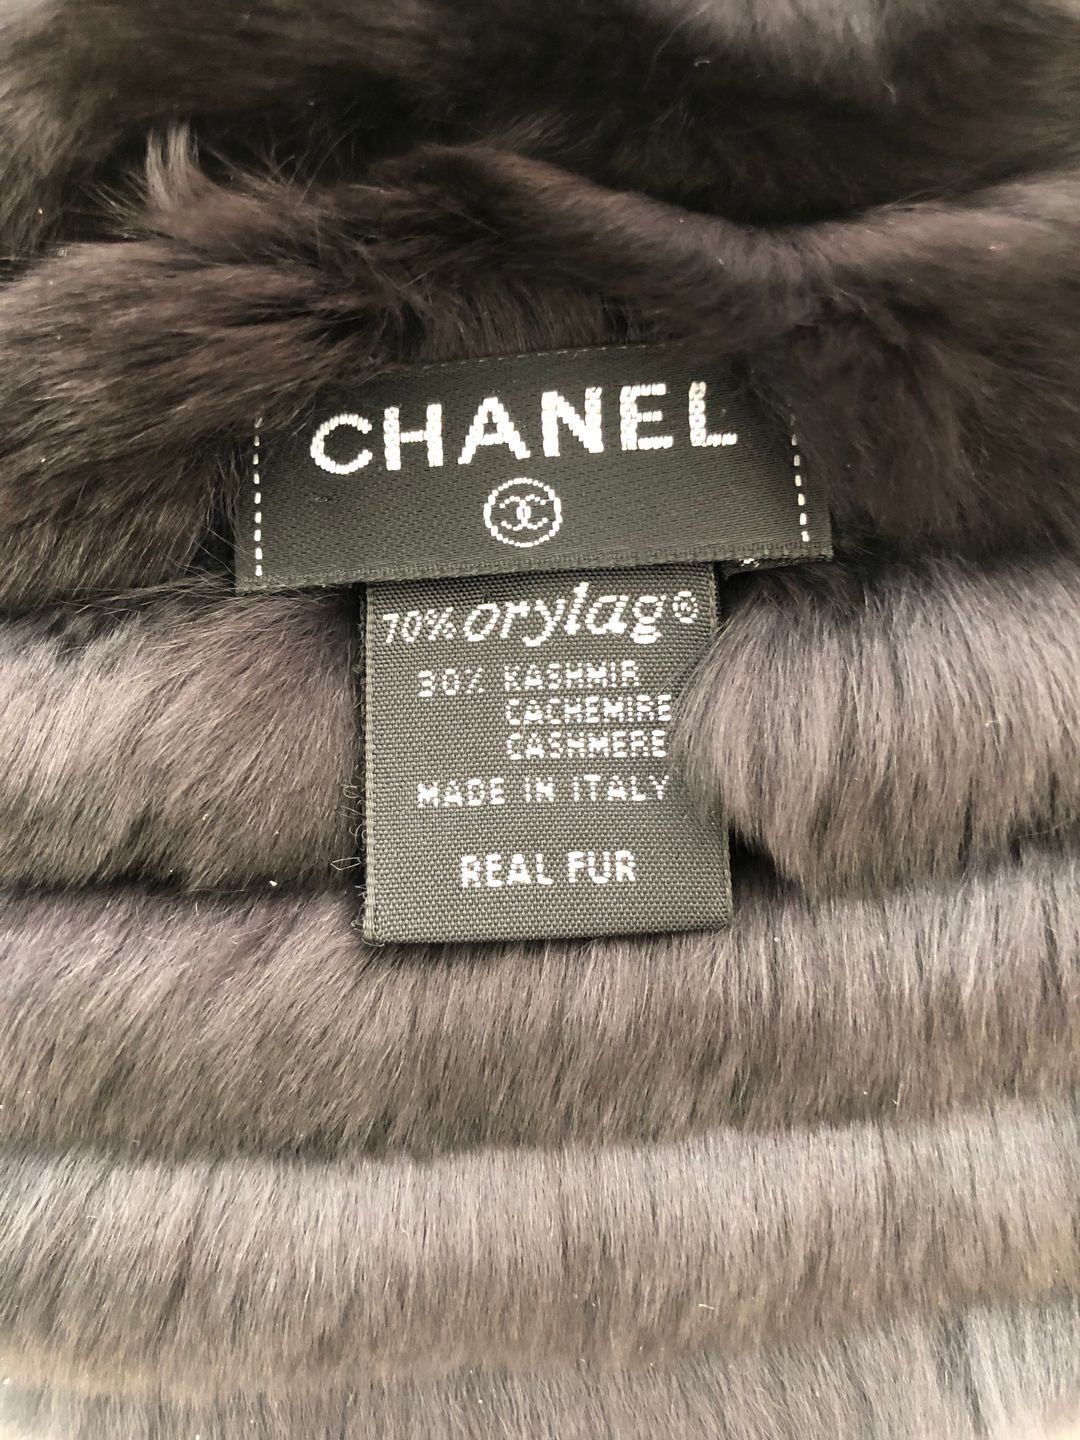 CHANEL
70% orylag®
30% KASHMIR
CACHEMIRE
CASHMERE
MADE IN ITALY
REAL FUR